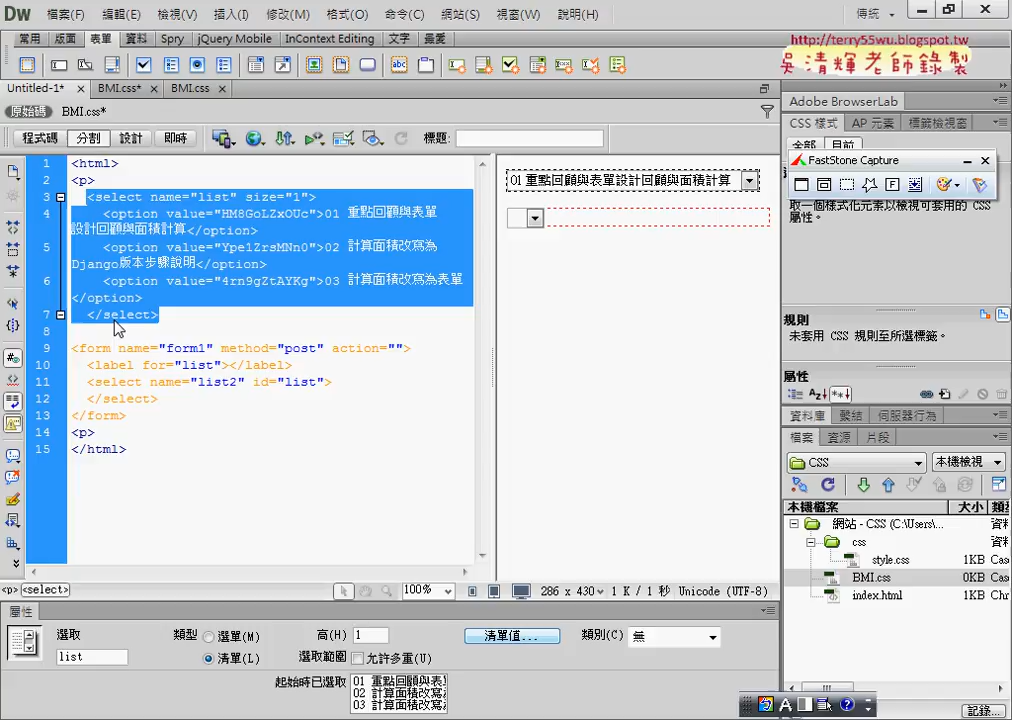 Dw 檔案(F) 編輯(E) 檢視(V) 插入(I) 修改(M) 格式(O) 命令(C) 網站(S) 視窗(W) 說明(H) 傳統
常用 版面 表單 資料 Spry jQuery Mobile InContext Editing 文字 最愛
http://terry55wu.blogspot.tw
吳清輝老師錄製
Untitled-1* BMI.css* BMI.css
原始碼 BMI.css*
程式碼 分割 設計 即時 標題:
1 <html>
2 <p>
3 <select name="list" size="1">
4 <option value="HM8GoLZxOUc">01 重點回顧與表單
設計回顧與面積計算</option>
5 <option value="Ype1ZrsMNn0">02 計算面積改寫為
Django版本步驟說明</option>
6 <option value="4rn9gZtAYKg">03 計算面積改寫為表單
</option>
7 </select>
8
9 <form name="form1" method="post" action="">
10 <label for="list"></label>
11 <select name="list2" id="list">
12 </select>
13 </form>
14 <p>
15 </html>
01 重點回顧與表單設計回顧與面積計算
<p> <select>
100% 286 x 430 1 K / 1 秒 Unicode (UTF-8)
屬性
選取 類型 選單(M) 高(H) 1 清單值... 類別(C) 無
list 清單(L) 選取範圍 允許多重(U)
起始時已選取 01 重點回顧與表
02 計算面積改寫
03 計算面積改寫
Adobe BrowserLab
CSS 樣式 AP 元素 標籤檢視窗
全部 目前
FastStone Capture
取一個樣式化元素以檢視可套用的 CSS
屬性。
規則
未套用 CSS 規則至所選標籤。
屬性
資料庫 繫結 伺服器行為
檔案 資源 片段
CSS 本機檢視
本機檔案 大小 類型
網站 - CSS (C:\Users\... 資料
css 資料
style.css 1KB Cas
BMI.css 0KB Cas
index.html 1KB Chr
記錄...